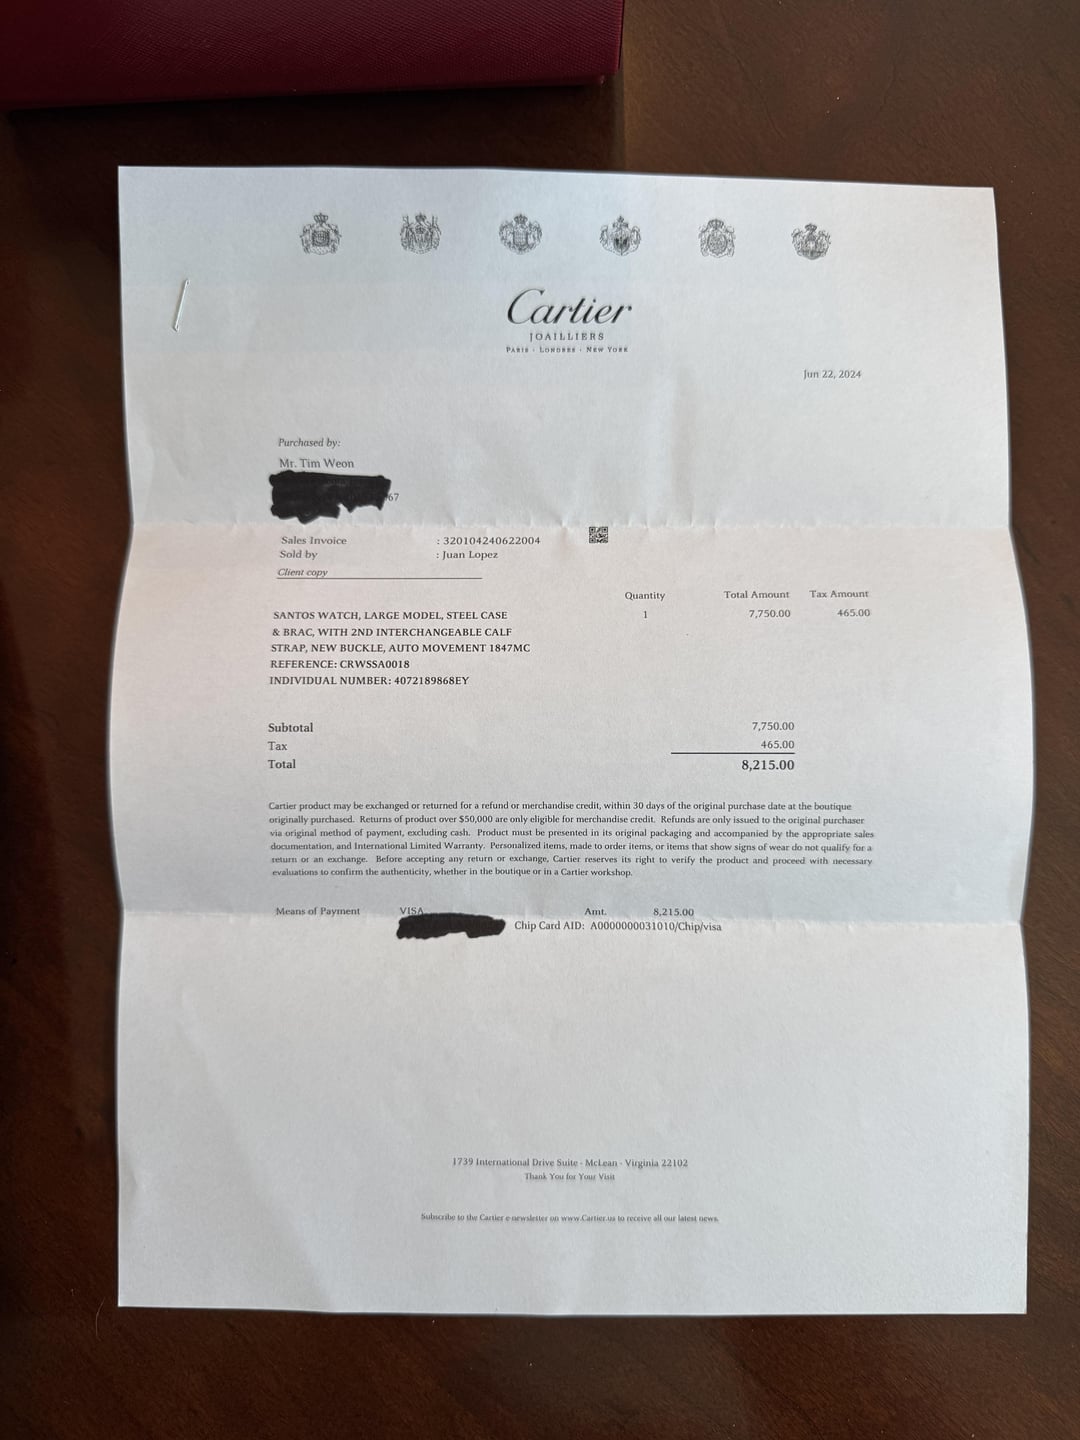 Cartier
JOAILLIERS
PARIS - LONDRES - NEW YORK
Jun 22, 2024
Purchased by:
Mr. Tim Weon
67
Sales Invoice : 320104240622004
Sold by : Juan Lopez
Client copy
Quantity Total Amount Tax Amount
SANTOS WATCH, LARGE MODEL, STEEL CASE 1 7,750.00 465.00
& BRAC, WITH 2ND INTERCHANGEABLE CALF
STRAP, NEW BUCKLE, AUTO MOVEMENT 1847MC
REFERENCE: CRWSSA0018
INDIVIDUAL NUMBER: 4072189868EY
Subtotal 7,750.00
Tax 465.00
Total 8,215.00
Cartier product may be exchanged or returned for a refund or merchandise credit, within 30 days of the original purchase date at the boutique
originally purchased. Returns of product over $50,000 are only eligible for merchandise credit. Refunds are only issued to the original purchaser
via original method of payment, excluding cash. Product must be presented in its original packaging and accompanied by the appropriate sales
documentation, and International Limited Warranty. Personalized items, made to order items, or items that show signs of wear do not qualify for a
return or an exchange. Before accepting any return or exchange, Cartier reserves its right to verify the product and proceed with necessary
evaluations to confirm the authenticity, whether in the boutique or in a Cartier workshop.
Means of Payment VISA Amt. 8,215.00
Chip Card AID: A0000000031010/Chip/visa
1739 International Drive Suite - McLean - Virginia 22102
Thank You for Your Visit
Subscribe to the Cartier e-newsletter on www.Cartier.us to receive all our latest news.